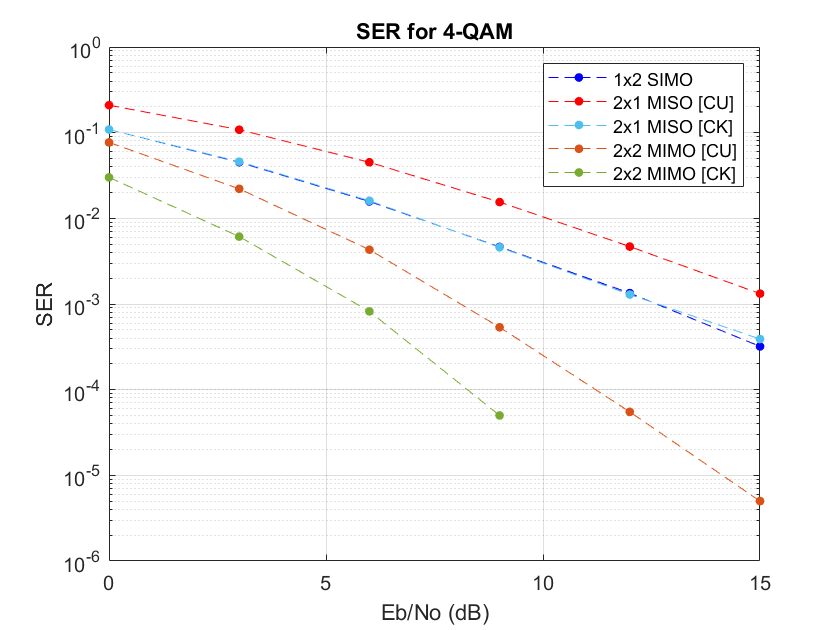 SER for 4-QAM
10^0
10^-1
10^-2
10^-3
10^-4
10^-5
10^-6
SER
1x2 SIMO
2x1 MISO [CU]
2x1 MISO [CK]
2x2 MIMO [CU]
2x2 MIMO [CK]
0
5
10
15
Eb/No (dB)